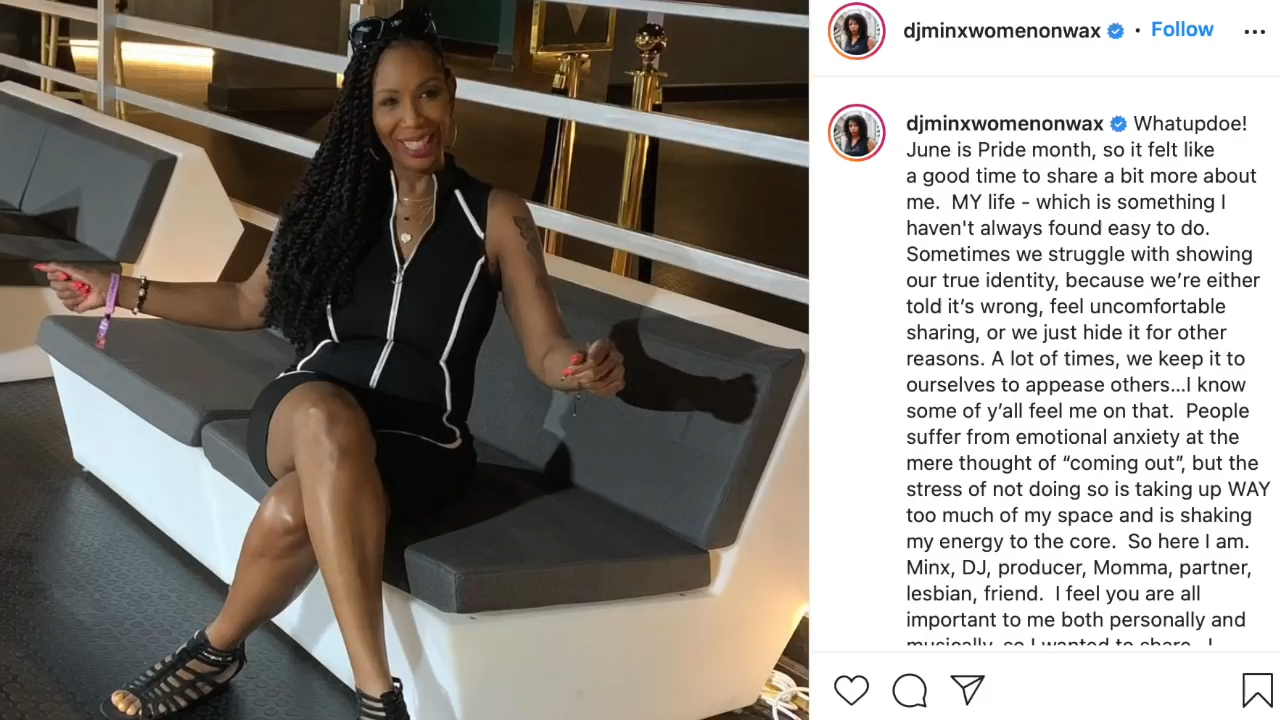 djminxwomenonwax • Follow
djminxwomenonwax Whatupdoe!
June is Pride month, so it felt like
a good time to share a bit more about
me.  MY life - which is something I
haven't always found easy to do.
Sometimes we struggle with showing
our true identity, because we’re either
told it’s wrong, feel uncomfortable
sharing, or we just hide it for other
reasons. A lot of times, we keep it to
ourselves to appease others...I know
some of y’all feel me on that.  People
suffer from emotional anxiety at the
mere thought of “coming out”, but the
stress of not doing so is taking up WAY
too much of my space and is shaking
my energy to the core.  So here I am.
Minx, DJ, producer, Momma, partner,
lesbian, friend.  I feel you are all
important to me both personally and
musically, so I wanted to share.  I